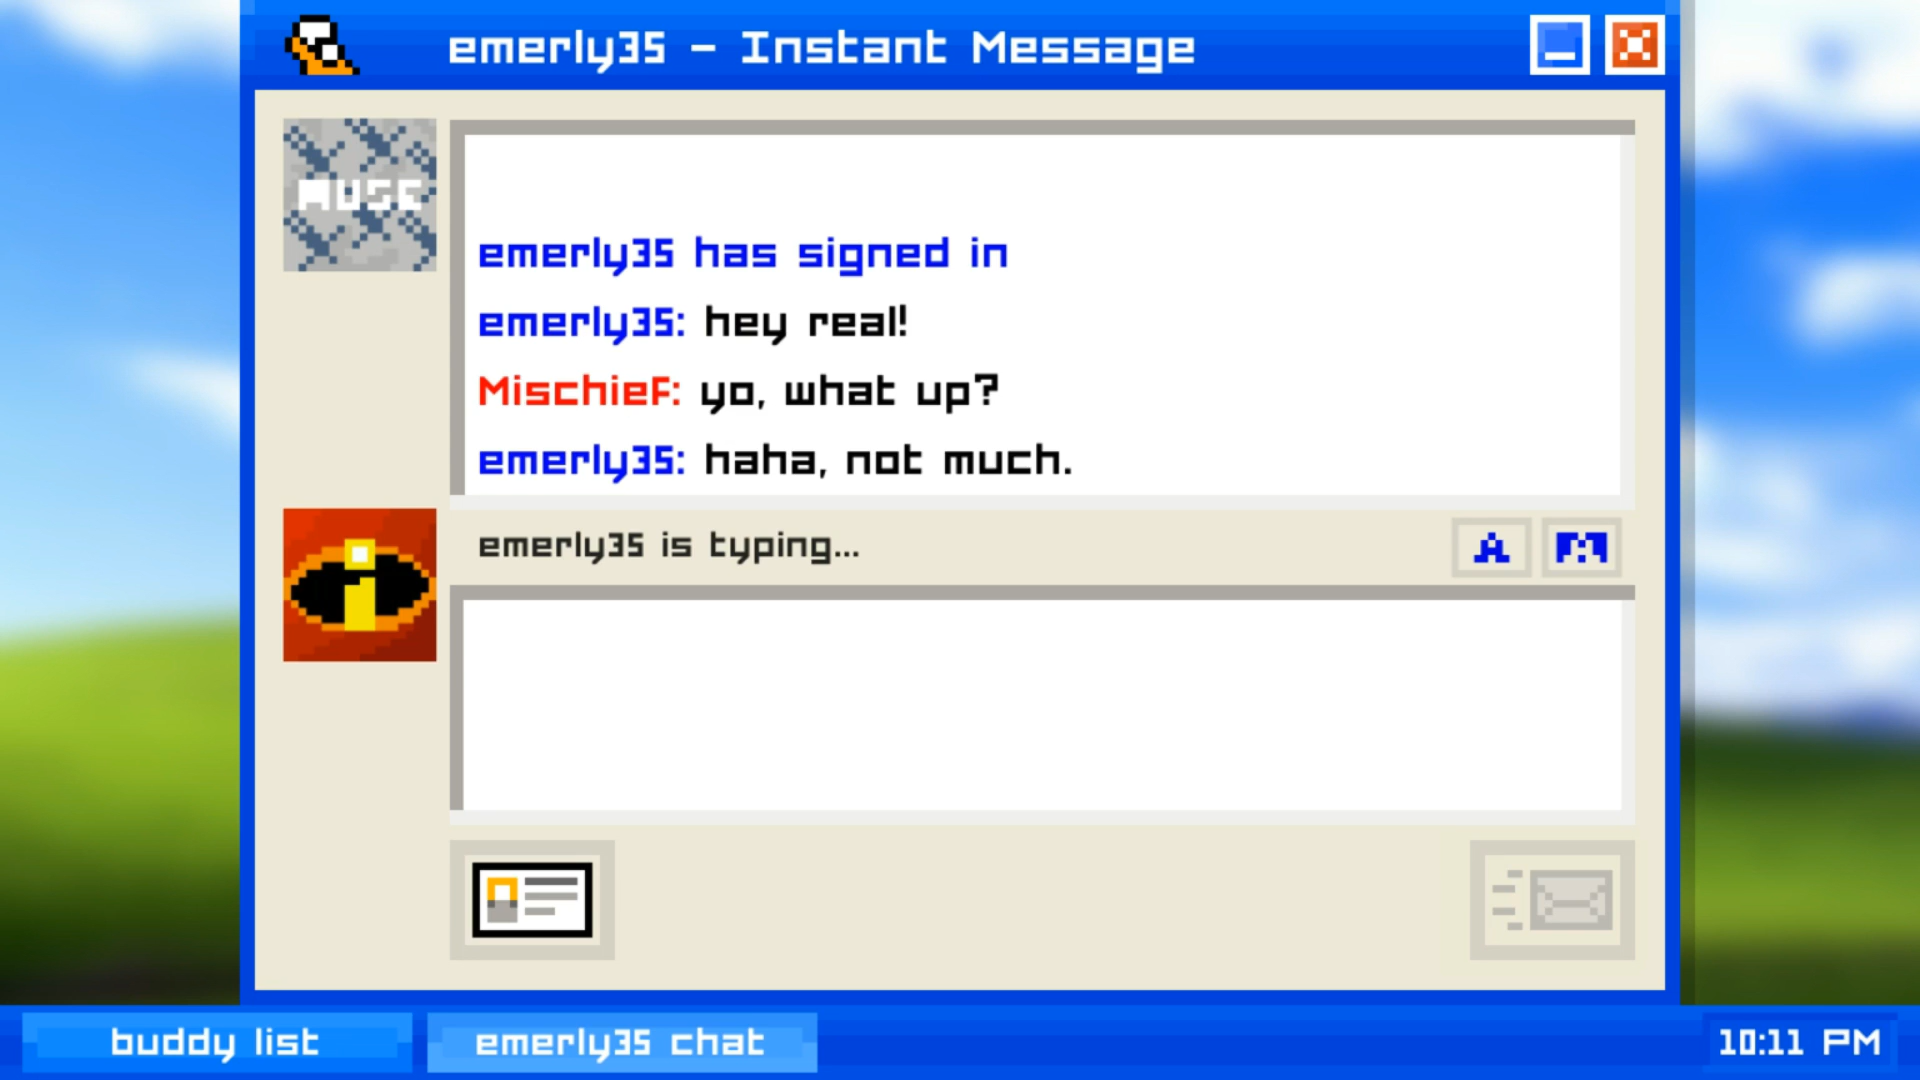 emerly35 - Instant Message
MUSE
emerly35 has signed in
emerly35: hey real!
Mischief: yo, what up?
emerly35: haha, not much.
i
emerly35 is typing...
A
M
buddy list
emerly35 chat
10:11 PM